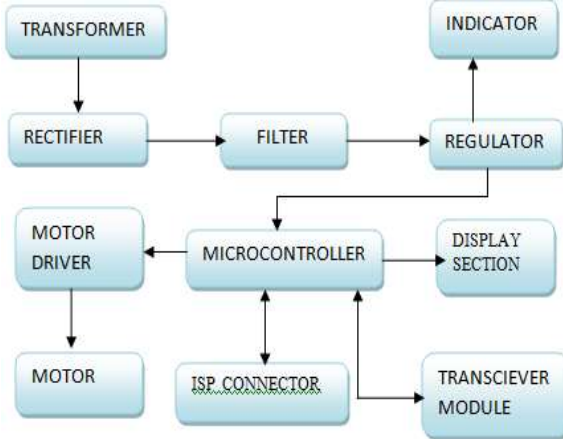 TRANSFORMER
INDICATOR
RECTIFIER
FILTER
REGULATOR
MOTOR
DRIVER
MICROCONTROLLER
DISPLAY
SECTION
MOTOR
ISP CONNECTOR
TRANSCIEVER
MODULE